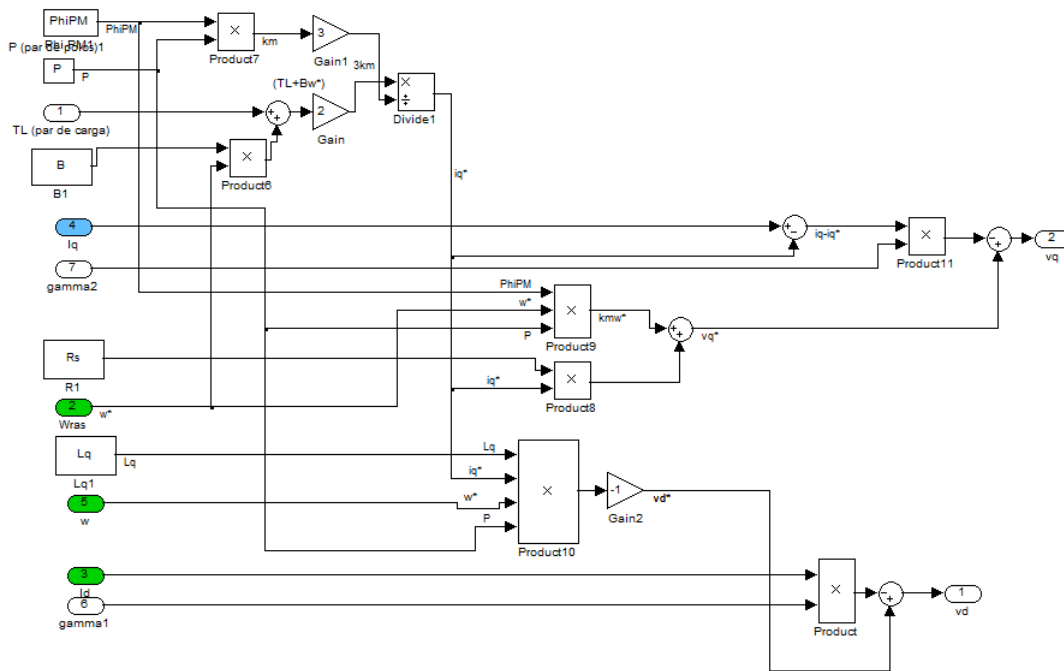 PhiPM
PhiPM
Phi PM1
P (par de polos)1
P
P
×
Product7
km
3
Gain1
3km
1
TL (par de carga)
(TL+Bw*)
2
Gain
×
÷
Divide1
B
B1
×
Product6
iq*
4
Iq
7
gamma2
iq-iq*
×
Product11
2
vq
PhiPM
w*
P
×
Product9
kmw*
vq*
Rs
R1
iq*
×
Product8
2
Wras
w*
Lq
Lq1
Lq
Lq
iq*
w*
P
×
Product10
-1
Gain2
vd*
5
w
3
Id
6
gamma1
×
Product
1
vd